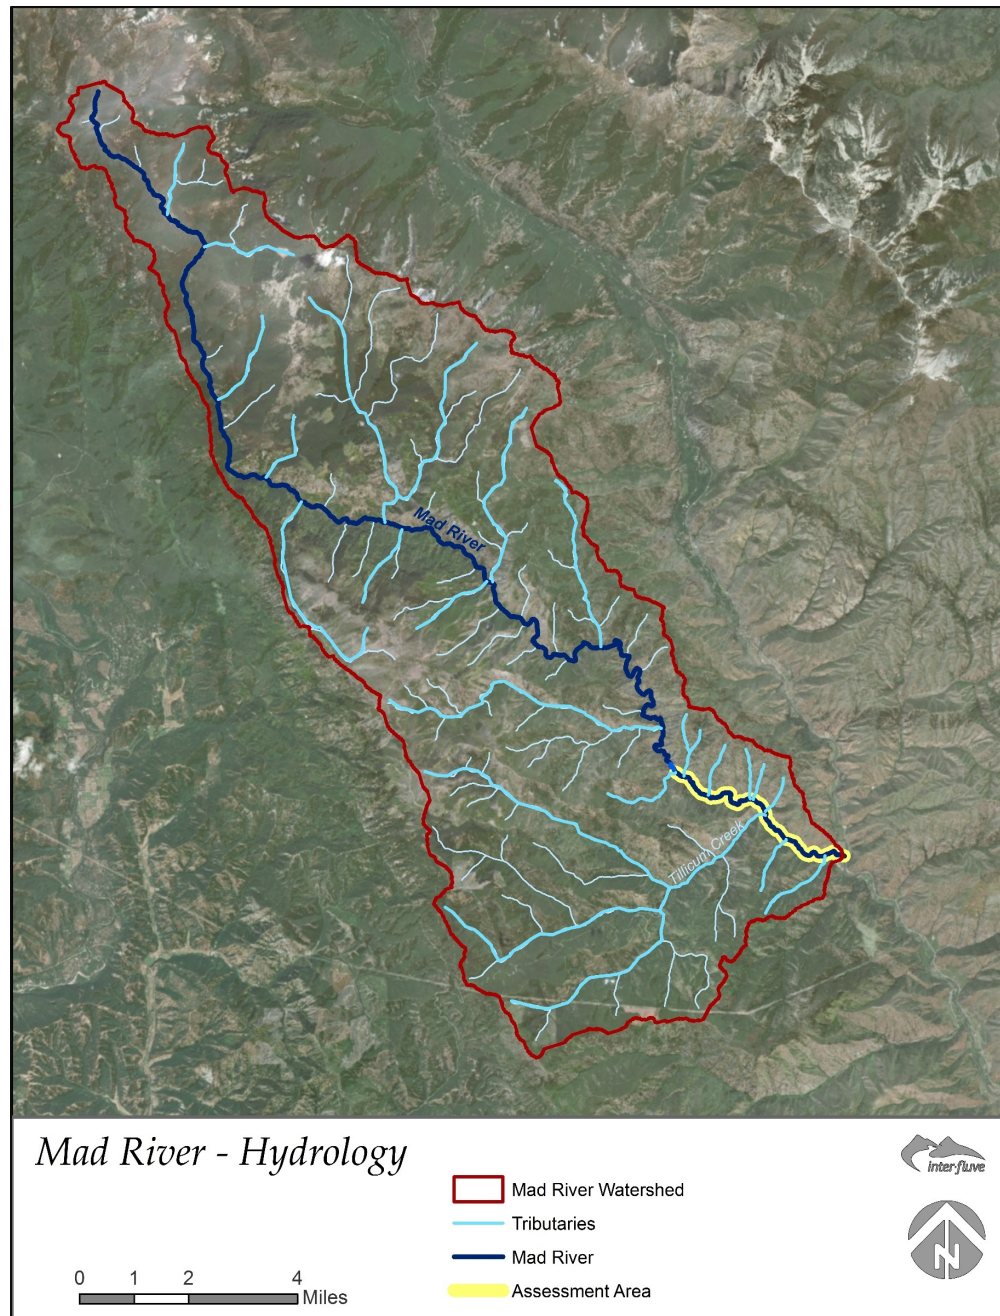 Mad River
Tillicum Creek
Mad River - Hydrology
inter-fluve
Mad River Watershed
Tributaries
N
Mad River
0 1 2 4
Miles
Assessment Area